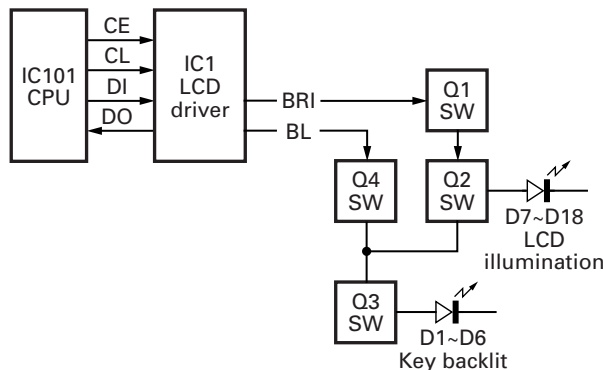 IC101
CPU
CE
CL
DI
DO
IC1
LCD
driver
BRI
BL
Q1
SW
Q4
SW
Q2
SW
D7~D18
LCD
illumination
Q3
SW
D1~D6
Key backlit